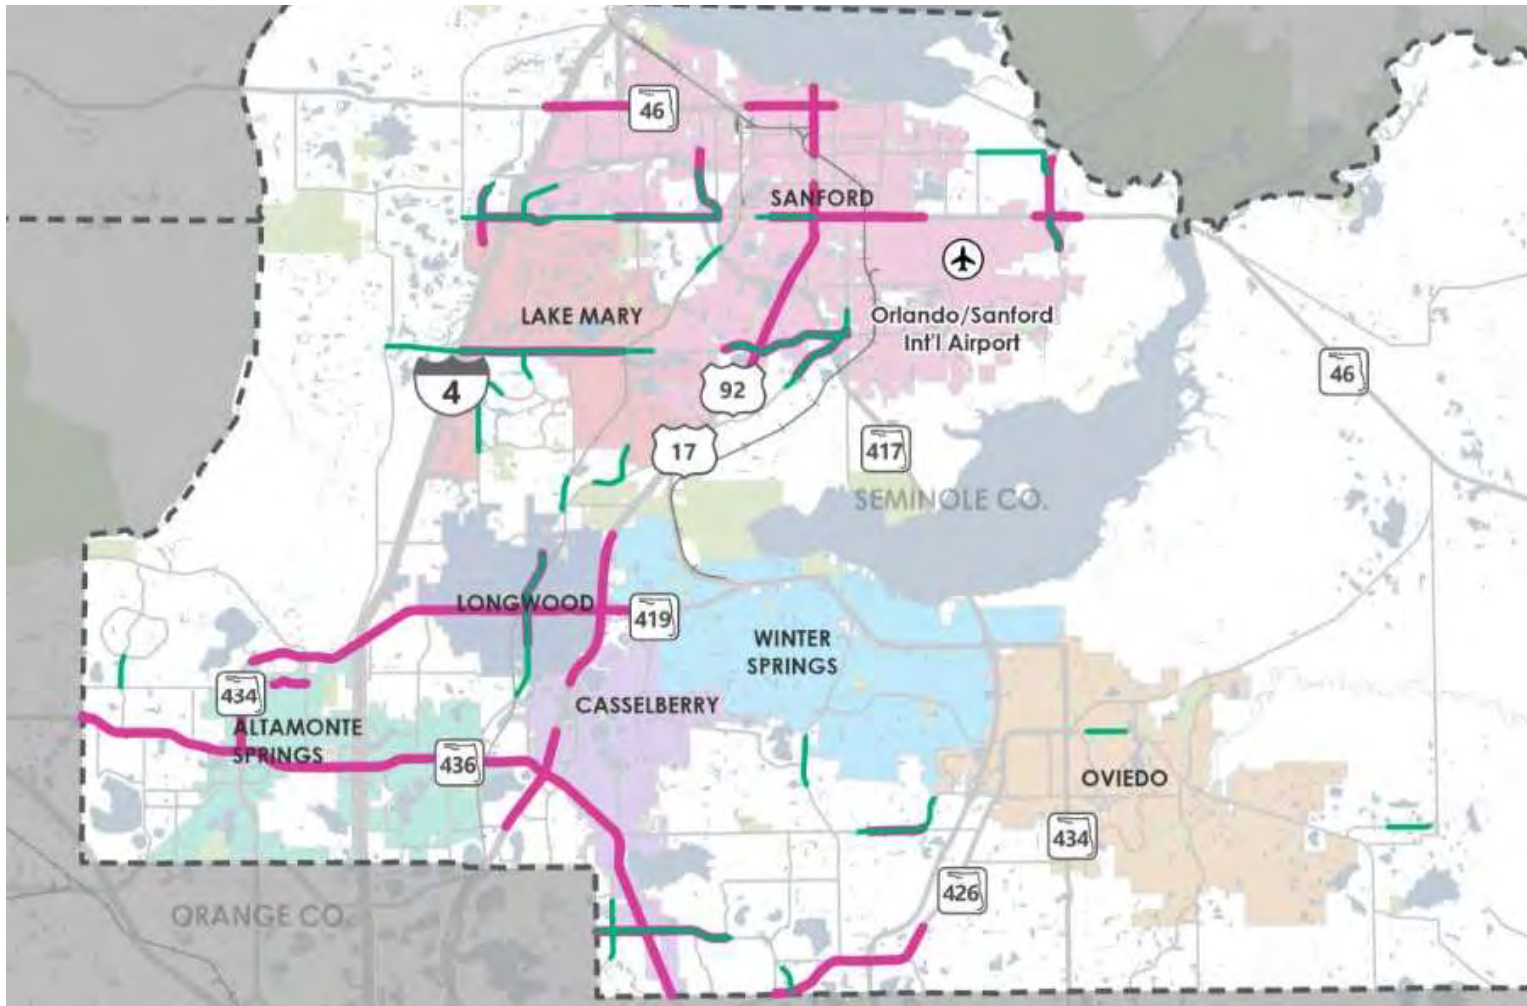 46
SANFORD
LAKE MARY
Orlando/Sanford
Int'l Airport
4
92
46
17
417
SEMINOLE CO.
LONGWOOD
419
WINTER
SPRINGS
434
CASSELBERRY
ALTAMONTE
SPRINGS
436
OVIEDO
434
426
ORANGE CO.